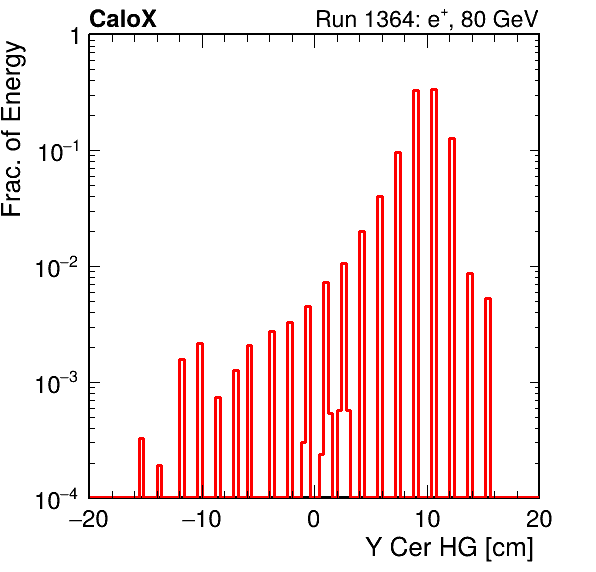 CaloX Run 1364: e⁺, 80 GeV
Frac. of Energy
1
10⁻¹
10⁻²
10⁻³
10⁻⁴
−20 −10 0 10 20
Y Cer HG [cm]